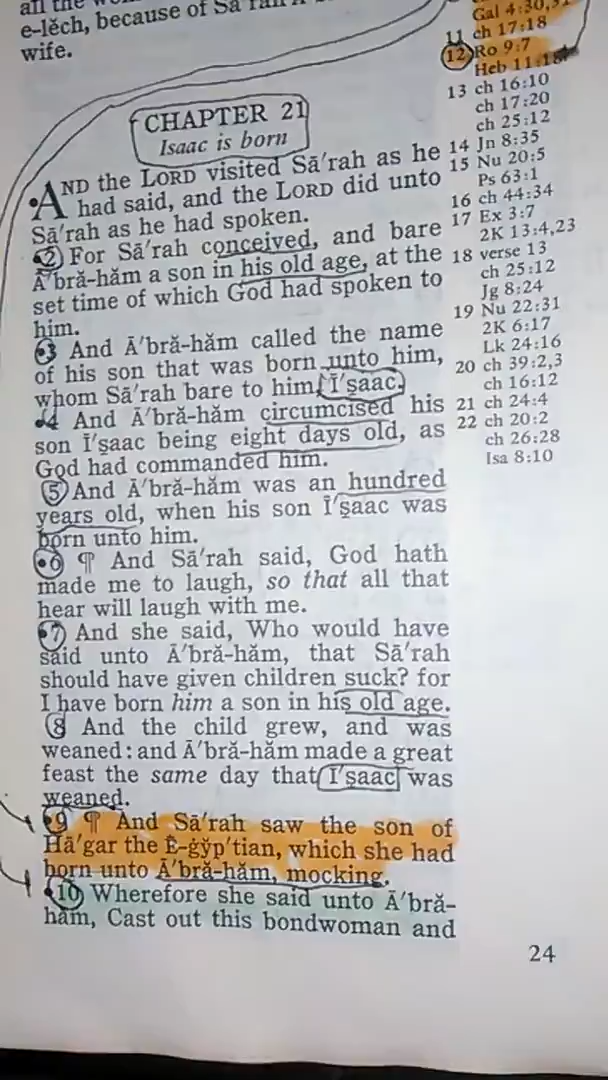 e-lĕch, because of Sā′rah
wife.
CHAPTER 21
Isaac is born
AND the LORD visited Sā′rah as he
had said, and the LORD did unto
Sā′rah as he had spoken.
2 For Sā′rah conceived, and bare
Ā′bră-hăm a son in his old age, at the
set time of which God had spoken to
him.
3 And Ā′bră-hăm called the name
of his son that was born unto him,
whom Sā′rah bare to him, Ī′s̱aac.
4 And Ā′bră-hăm circumcised his
son Ī′s̱aac being eight days old, as
God had commanded him.
5 And Ā′bră-hăm was an hundred
years old, when his son Ī′s̱aac was
born unto him.
6 ¶ And Sā′rah said, God hath
made me to laugh, so that all that
hear will laugh with me.
7 And she said, Who would have
said unto Ā′bră-hăm, that Sā′rah
should have given children suck? for
I have born him a son in his old age.
8 And the child grew, and was
weaned: and Ā′bră-hăm made a great
feast the same day that Ī′s̱aac was
weaned.
9 ¶ And Sā′rah saw the son of
Hā′gar the Ē-ġy̆p′tian, which she had
born unto Ā′bră-hăm, mocking.
10 Wherefore she said unto Ā′bră-
hăm, Cast out this bondwoman and
Gal 4:30,31
11 ch 17:18
12 Ro 9:7
Heb 11:18
13 ch 16:10
ch 17:20
ch 25:12
14 Jn 8:35
15 Nu 20:5
Ps 63:1
16 ch 44:34
17 Ex 3:7
2K 13:4,23
18 verse 13
ch 25:12
Jg 8:24
19 Nu 22:31
2K 6:17
Lk 24:16
20 ch 39:2,3
ch 16:12
21 ch 24:4
22 ch 20:2
ch 26:28
Isa 8:10
24